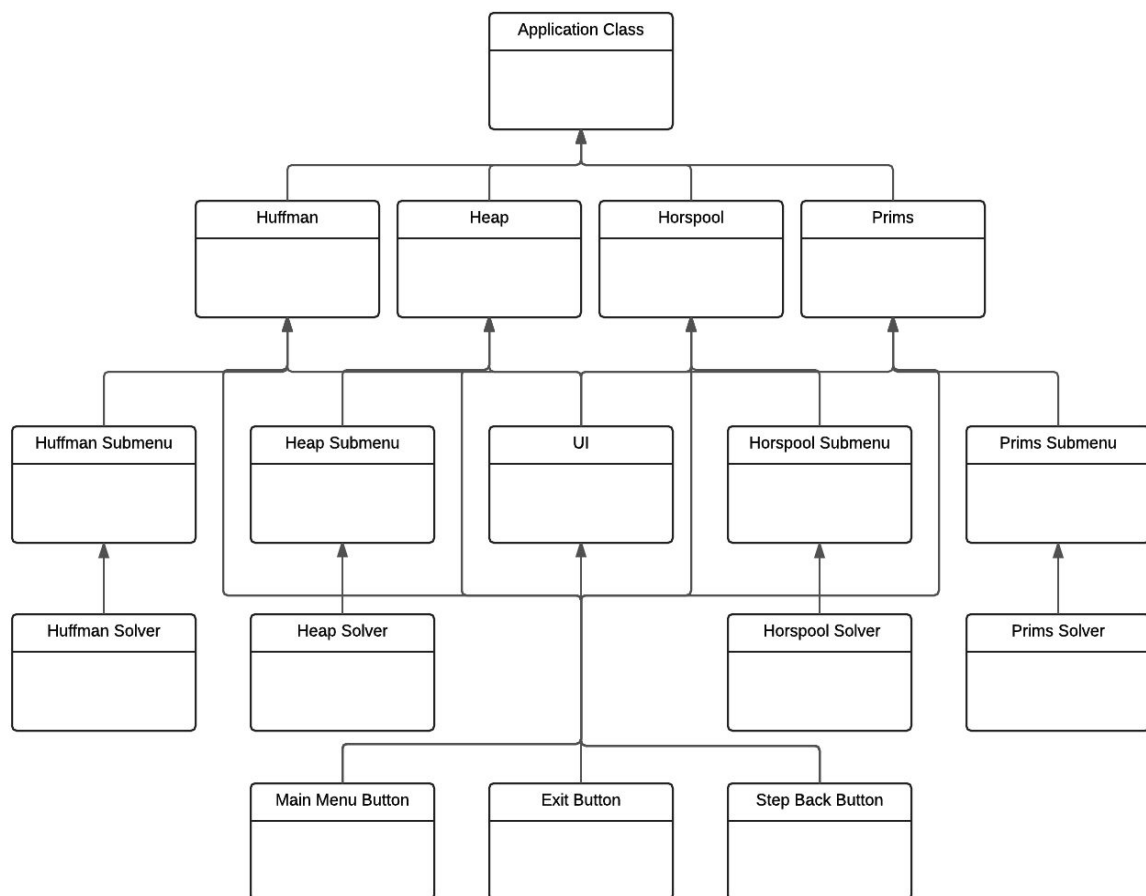 Application Class
Huffman
Heap
Horspool
Prims
Huffman Submenu
Heap Submenu
UI
Horspool Submenu
Prims Submenu
Huffman Solver
Heap Solver
Horspool Solver
Prims Solver
Main Menu Button
Exit Button
Step Back Button